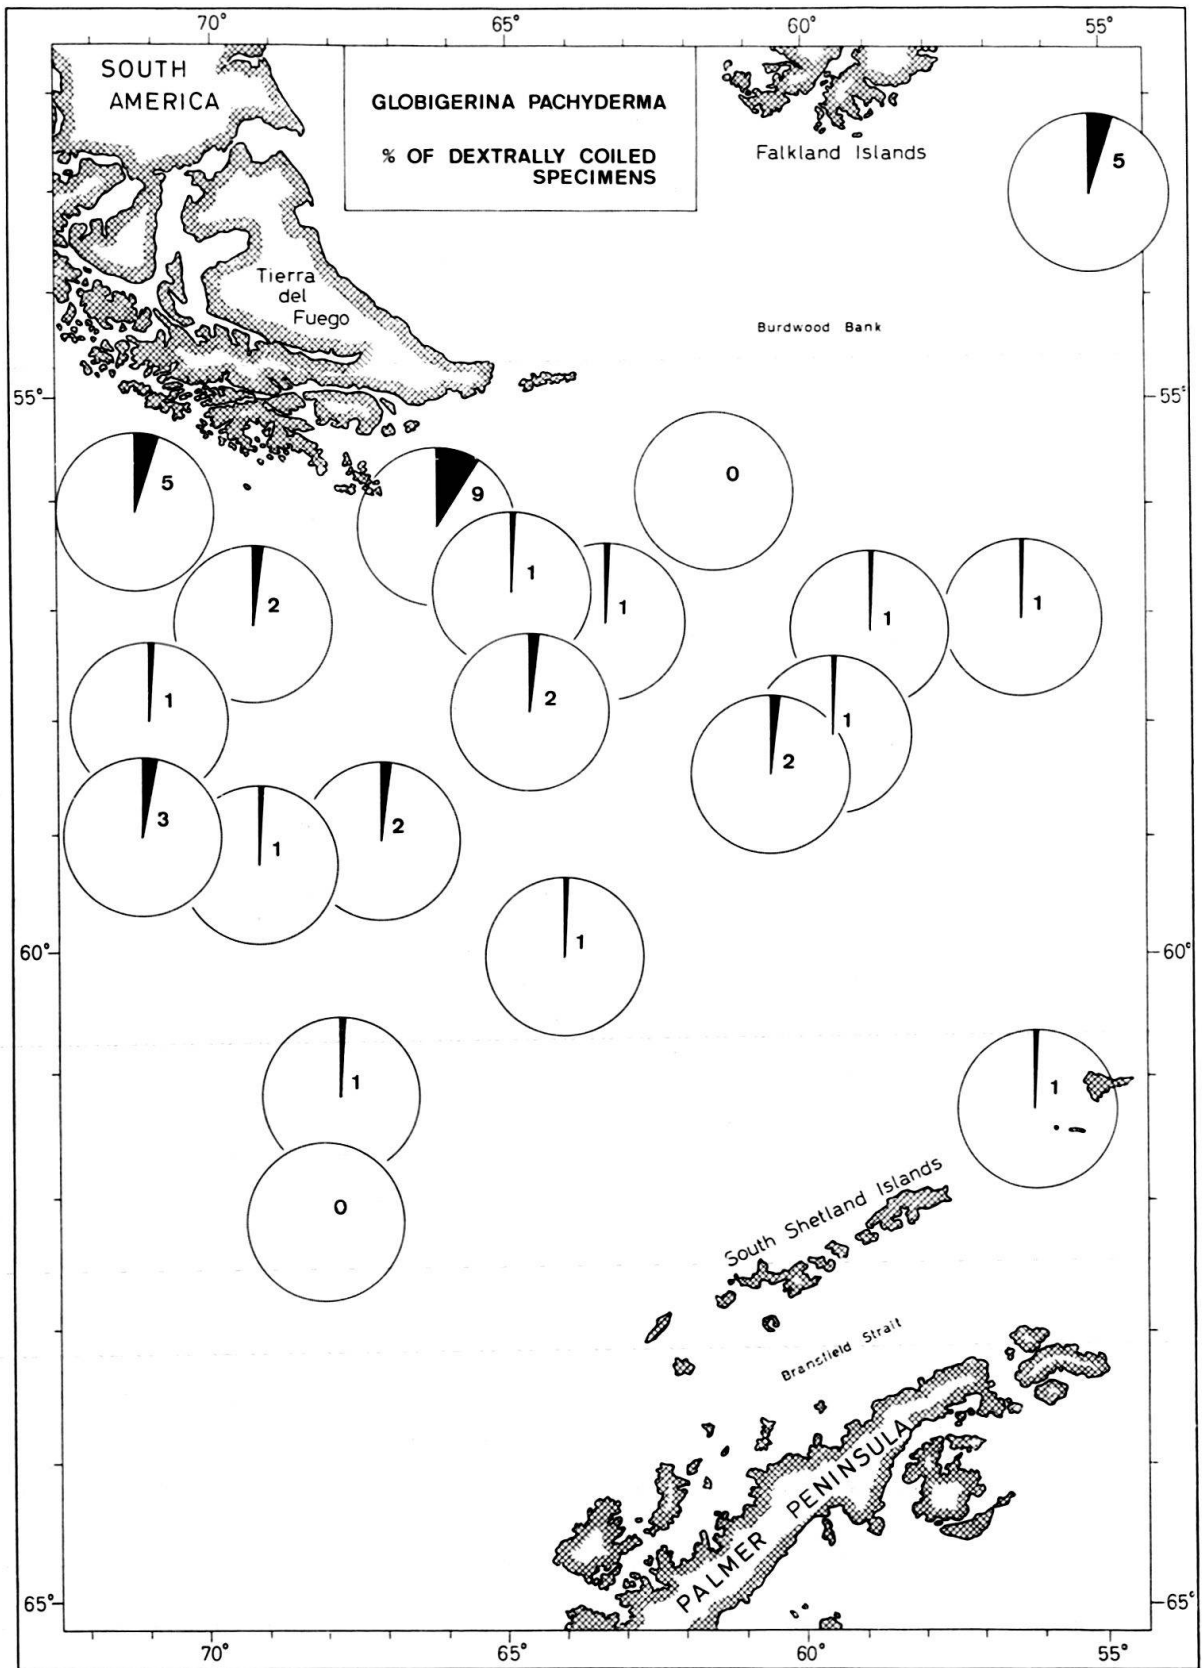 70° 65° 60° 55°
SOUTH
AMERICA
GLOBIGERINA PACHYDERMA
% OF DEXTRALLY COILED
SPECIMENS
Falkland Islands
5
Tierra
del
Fuego
Burdwood Bank
55° 55°
5
9
0
2
1
1
1
1
1
2
1
2
3
1
2
1
60° 60°
1
1
0
South Shetland Islands
Bransfield Strait
PALMER PENINSULA
65° 65°
70° 65° 60° 55°